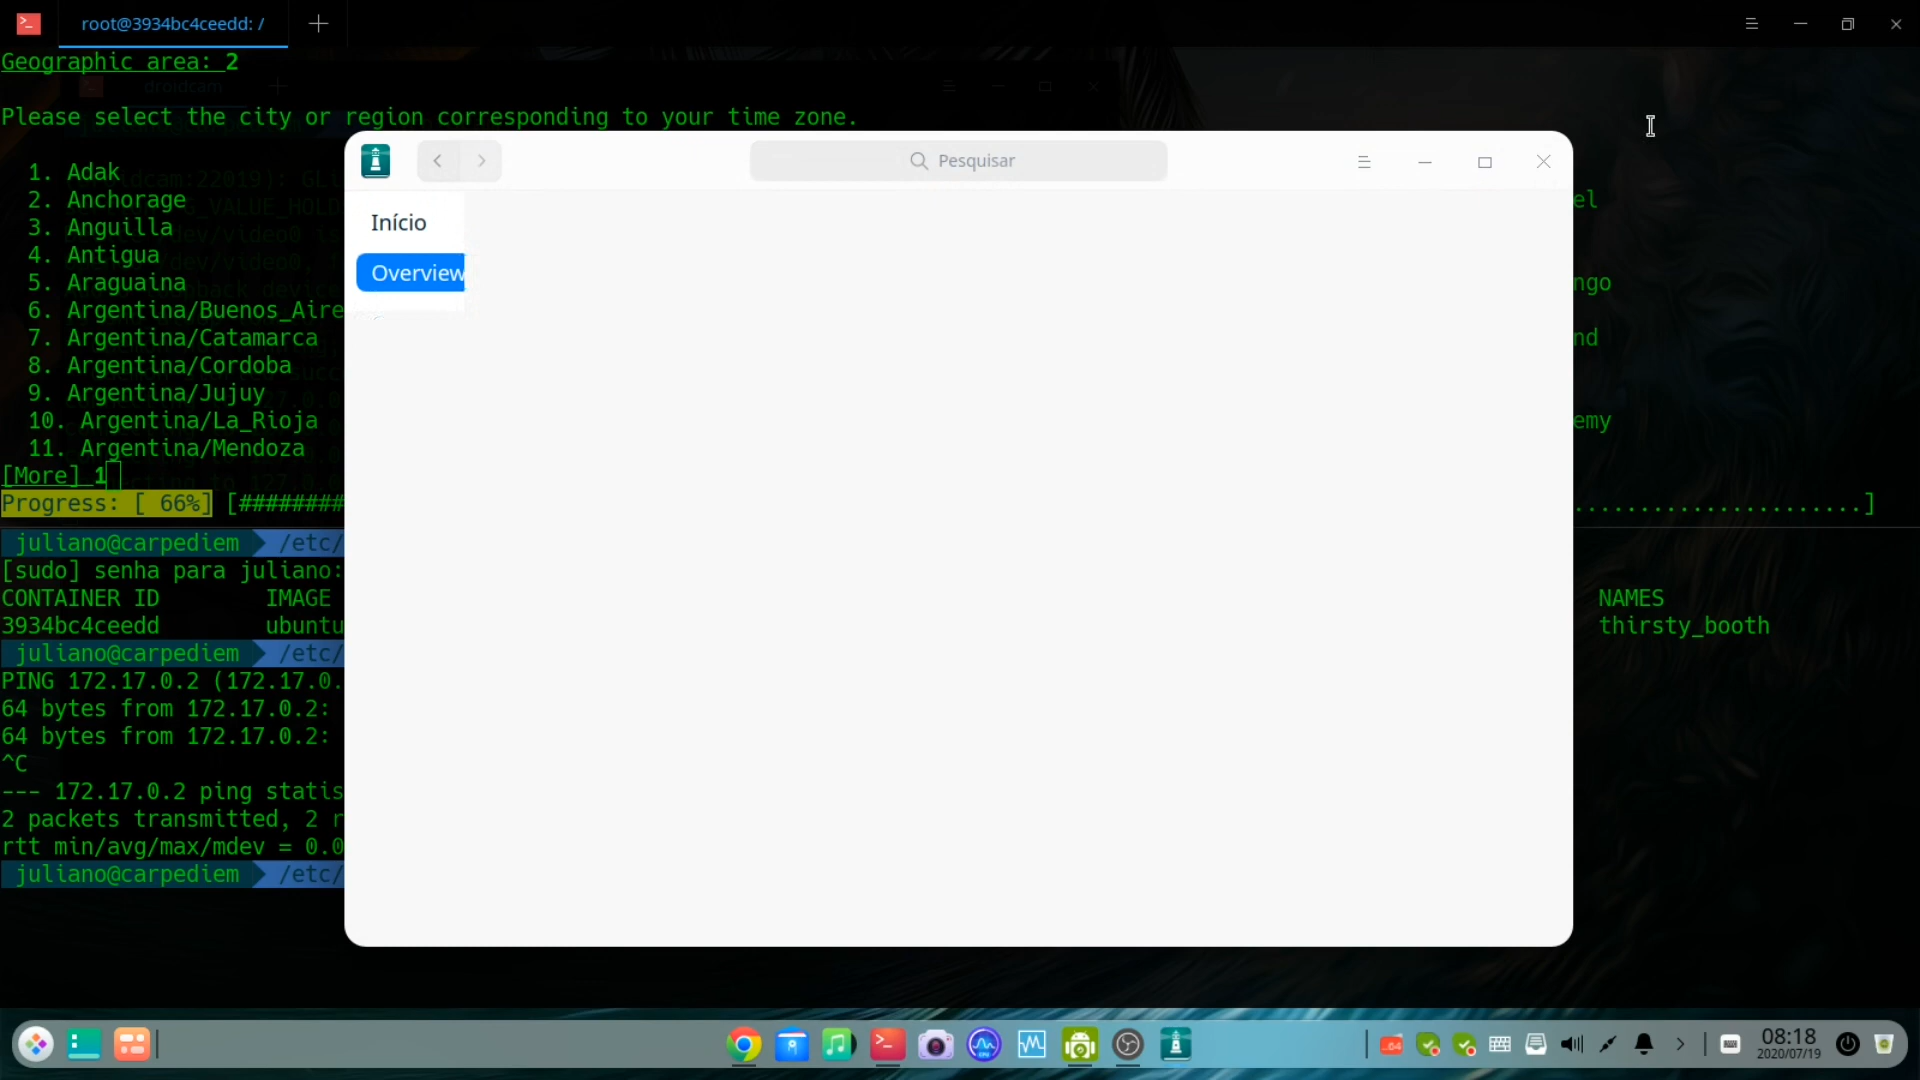 root@3934bc4ceedd: /
Geographic area: 2
droidcam
Please select the city or region corresponding to your time zone.
Pesquisar
1. Adak
2. Anchorage
el
3. Anguilla
Início
4. Antigua
Overview
5. Araguaina
ngo
6. Argentina/Buenos_Aire
7. Argentina/Catamarca
nd
8. Argentina/Cordoba
9. Argentina/Jujuy
10. Argentina/La_Rioja
emy
11. Argentina/Mendoza
[More] 1
Progress: [ 66%] [######### ......................]
juliano@carpediem /etc/
[sudo] senha para juliano:
CONTAINER ID IMAGE NAMES
3934bc4ceedd ubuntu thirsty_booth
juliano@carpediem /etc/
PING 172.17.0.2 (172.17.0.
64 bytes from 172.17.0.2:
64 bytes from 172.17.0.2:
^C
--- 172.17.0.2 ping statis
2 packets transmitted, 2 r
rtt min/avg/max/mdev = 0.0
juliano@carpediem /etc/
08:18
2020/07/19